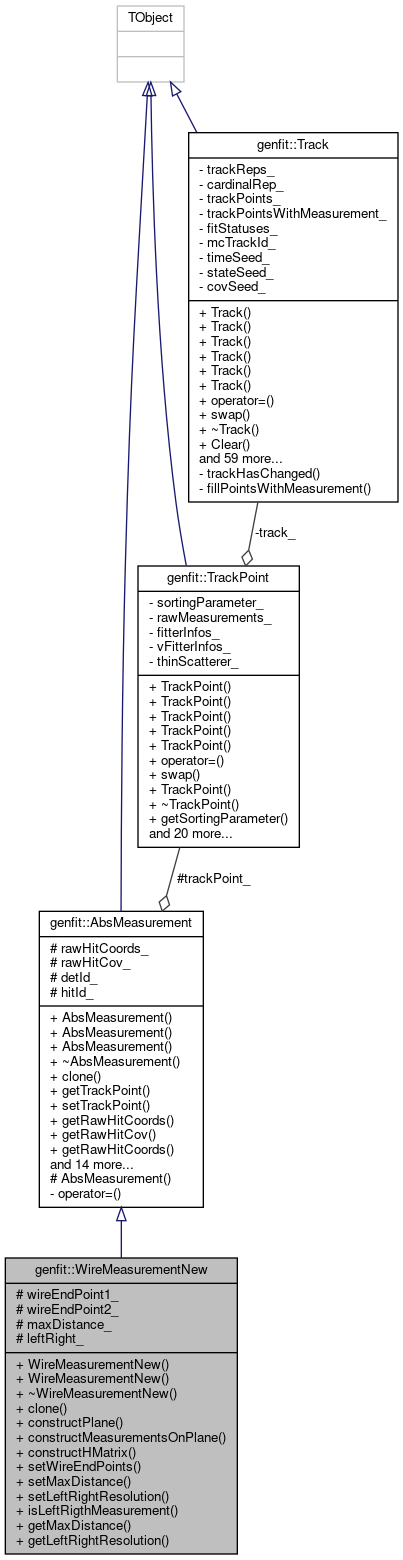 TObject
genfit::Track
- trackReps_
- cardinalRep_
- trackPoints_
- trackPointsWithMeasurement_
- fitStatuses_
- mcTrackId_
- timeSeed_
- stateSeed_
- covSeed_
+ Track()
+ Track()
+ Track()
+ Track()
+ Track()
+ Track()
+ operator=()
+ swap()
+ ~Track()
+ Clear()
and 59 more...
- trackHasChanged()
- fillPointsWithMeasurement()
-track_
genfit::TrackPoint
- sortingParameter_
- rawMeasurements_
- fitterInfos_
- vFitterInfos_
- thinScatterer_
+ TrackPoint()
+ TrackPoint()
+ TrackPoint()
+ TrackPoint()
+ TrackPoint()
+ operator=()
+ swap()
+ TrackPoint()
+ ~TrackPoint()
+ getSortingParameter()
and 20 more...
#trackPoint_
genfit::AbsMeasurement
# rawHitCoords_
# rawHitCov_
# detId_
# hitId_
+ AbsMeasurement()
+ AbsMeasurement()
+ AbsMeasurement()
+ ~AbsMeasurement()
+ clone()
+ getTrackPoint()
+ setTrackPoint()
+ getRawHitCoords()
+ getRawHitCov()
+ getRawHitCoords()
and 14 more...
# AbsMeasurement()
- operator=()
genfit::WireMeasurementNew
# wireEndPoint1_
# wireEndPoint2_
# maxDistance_
# leftRight_
+ WireMeasurementNew()
+ WireMeasurementNew()
+ ~WireMeasurementNew()
+ clone()
+ constructPlane()
+ constructMeasurementsOnPlane()
+ constructHMatrix()
+ setWireEndPoints()
+ setMaxDistance()
+ setLeftRightResolution()
+ isLeftRigthMeasurement()
+ getMaxDistance()
+ getLeftRightResolution()